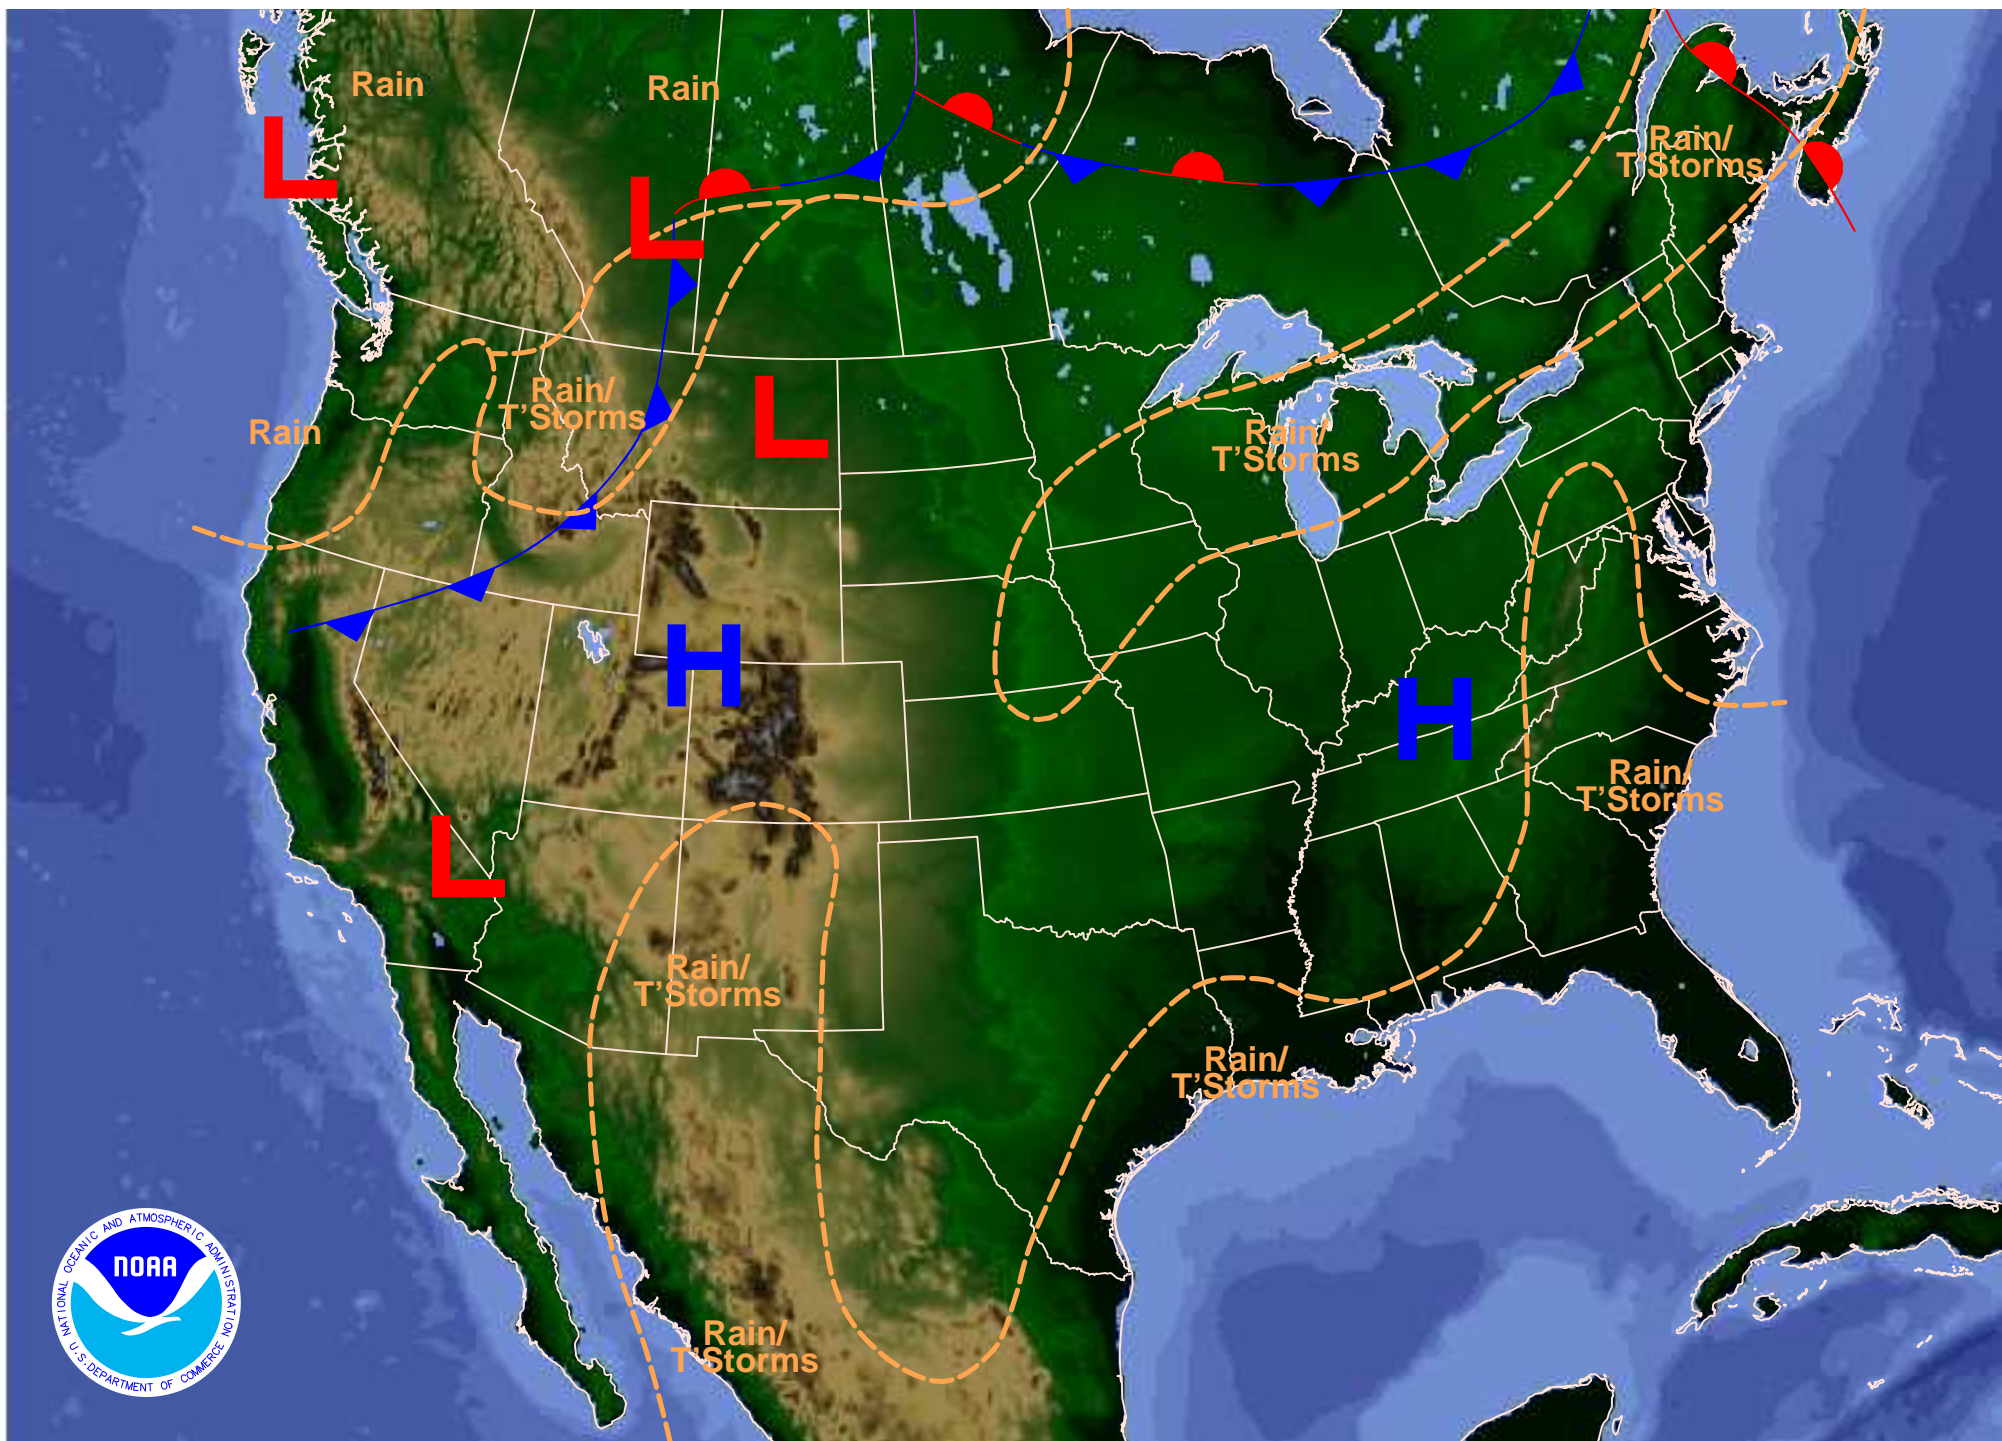 Rain
Rain
L
Rain/
T'Storms
L
Rain/
T'Storms
L
Rain
Rain/
T'Storms
H
H
Rain/
T'Storms
L
Rain/
T'Storms
Rain/
T'Storms
Rain/
T'Storms
NATIONAL OCEANIC AND ATMOSPHERIC ADMINISTRATION
NOAA
U.S. DEPARTMENT OF COMMERCE